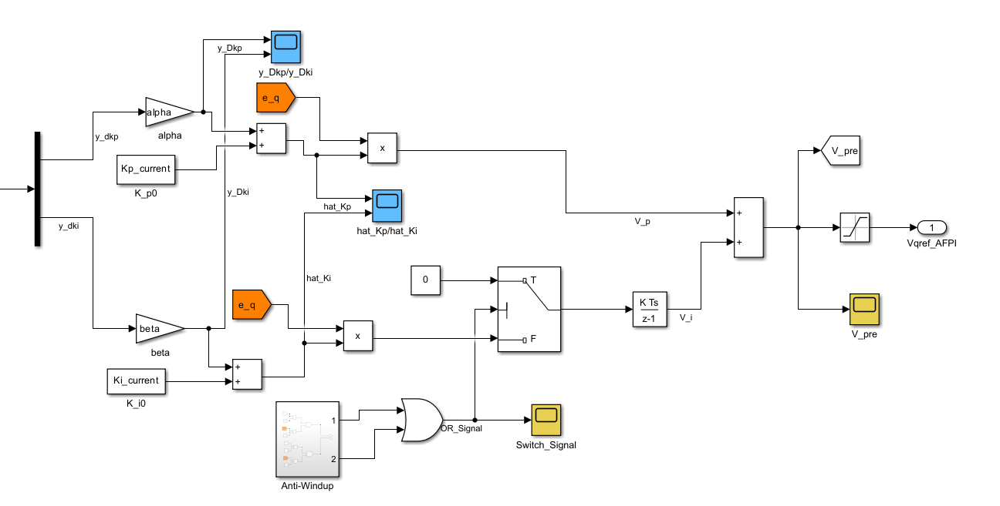 y_Dkp
y_Dkp/y_Dki
e_q
alpha
alpha
y_dkp
+
+
x
Kp_current
K_p0
y_Dki
hat_Kp
hat_Kp/hat_Ki
V_pre
y_dki
V_p
+
+
1
Vqref_AFPI
hat_Ki
0
T
F
K Ts
z-1
V_i
V_pre
e_q
beta
beta
x
+
+
Ki_current
K_i0
1
2
Anti-Windup
OR_Signal
Switch_Signal